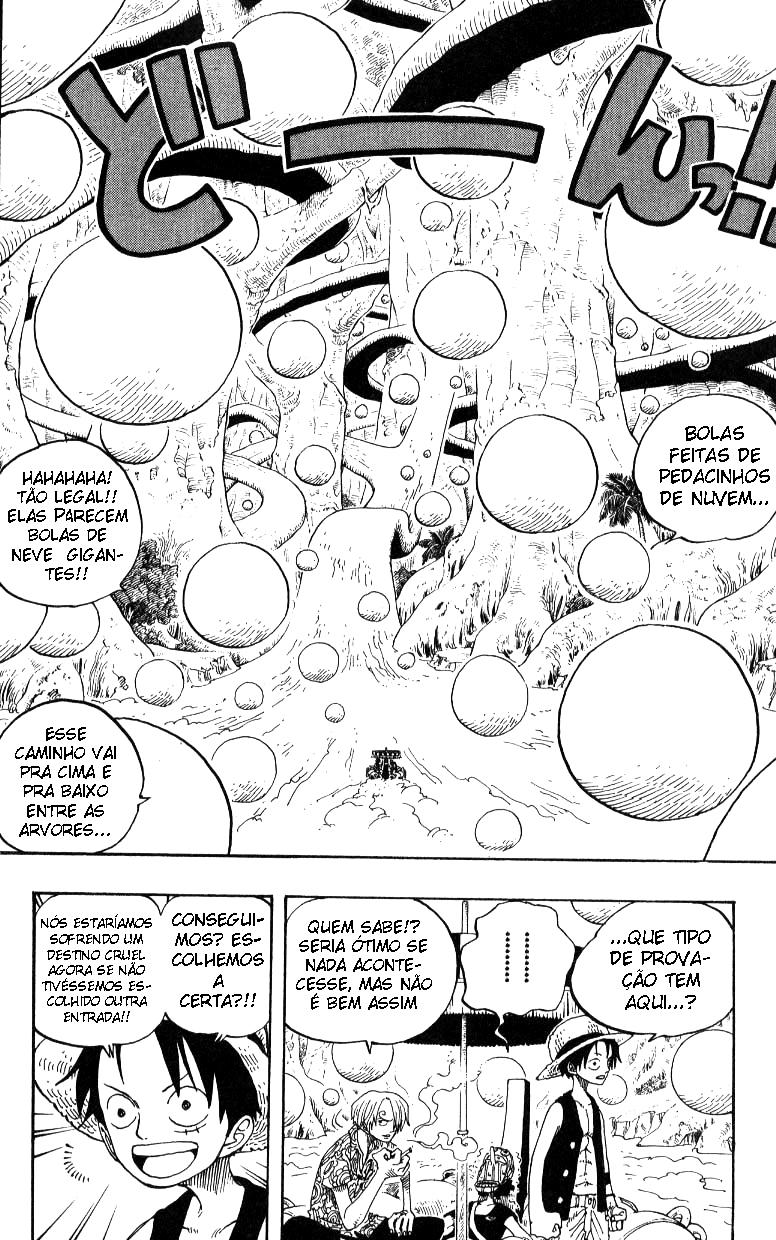 どーんっ!!
BOLAS
FEITAS DE
PEDACINHOS
DE NUVEM...
HAHAHAHA!
TÃO LEGAL!!
ELAS PARECEM
BOLAS DE
NEVE GIGAN-
TES!!
ESSE
CAMINHO VAI
PRA CIMA E
PRA BAIXO
ENTRE AS
ARVORES...
...QUE TIPO
DE PROVA-
ÇÃO TEM
AQUI...?
QUEM SABE!?
SERIA ÓTIMO SE
NADA ACONTE-
CESSE, MAS NÃO
É BEM ASSIM
CONSEGUI-
MOS? ES-
COLHEMOS
A
CERTA?!!
NÓS ESTARÍAMOS
SOFRENDO UM
DESTINO CRUEL
AGORA SE NÃO
TIVÉSSEMOS ES-
COLHIDO OUTRA
ENTRADA!!